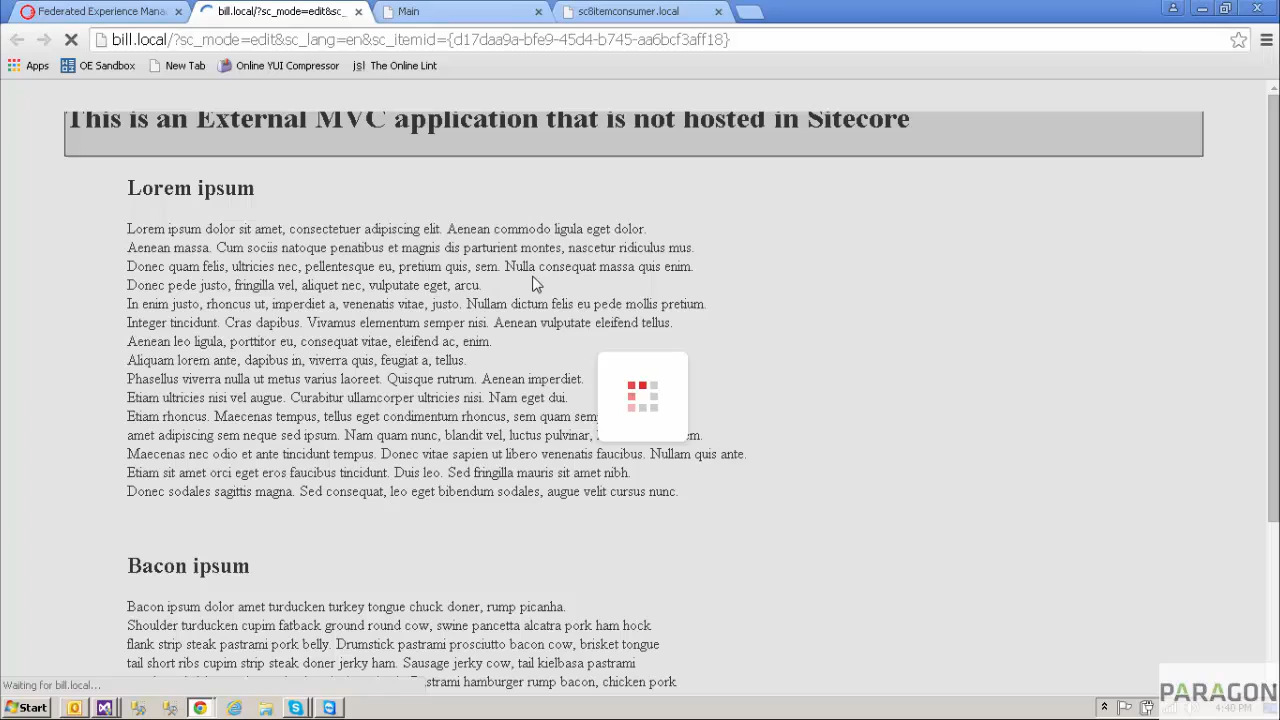 Federated Experience Mana
bill.local/?sc_mode=edit&sc_
Main
sc8itemconsumer.local
bill.local/?sc_mode=edit&sc_lang=en&sc_itemid={d17daa9a-bfe9-45d4-b745-aa6bcf3aff18}
Apps
OE Sandbox
New Tab
Online YUI Compressor
js! The Online Lint
This is an External MVC application that is not hosted in Sitecore
Lorem ipsum
Lorem ipsum dolor sit amet, consectetuer adipiscing elit. Aenean commodo ligula eget dolor.
Aenean massa. Cum sociis natoque penatibus et magnis dis parturient montes, nascetur ridiculus mus.
Donec quam felis, ultricies nec, pellentesque eu, pretium quis, sem. Nulla consequat massa quis enim.
Donec pede justo, fringilla vel, aliquet nec, vulputate eget, arcu.
In enim justo, rhoncus ut, imperdiet a, venenatis vitae, justo. Nullam dictum felis eu pede mollis pretium.
Integer tincidunt. Cras dapibus. Vivamus elementum semper nisi. Aenean vulputate eleifend tellus.
Aenean leo ligula, porttitor eu, consequat vitae, eleifend ac, enim.
Aliquam lorem ante, dapibus in, viverra quis, feugiat a, tellus.
Phasellus viverra nulla ut metus varius laoreet. Quisque rutrum. Aenean imperdiet.
Etiam ultricies nisi vel augue. Curabitur ullamcorper ultricies nisi. Nam eget dui.
Etiam rhoncus. Maecenas tempus, tellus eget condimentum rhoncus, sem quam sem
amet adipiscing sem neque sed ipsum. Nam quam nunc, blandit vel, luctus pulvinar,
Maecenas nec odio et ante tincidunt tempus. Donec vitae sapien ut libero venenatis faucibus. Nullam quis ante.
Etiam sit amet orci eget eros faucibus tincidunt. Duis leo. Sed fringilla mauris sit amet nibh.
Donec sodales sagittis magna. Sed consequat, leo eget bibendum sodales, augue velit cursus nunc.
Bacon ipsum
Bacon ipsum dolor amet turducken turkey tongue chuck doner, rump picanha.
Shoulder turducken cupim fatback ground round cow, swine pancetta alcatra pork ham hock
flank strip steak pastrami pork belly. Drumstick pastrami prosciutto bacon cow, brisket tongue
tail short ribs cupim strip steak doner jerky ham. Sausage jerky cow, tail kielbasa pastrami
hamburger rump bacon, chicken pork
Waiting for bill.local...
PARAGON
Start
4:40 PM